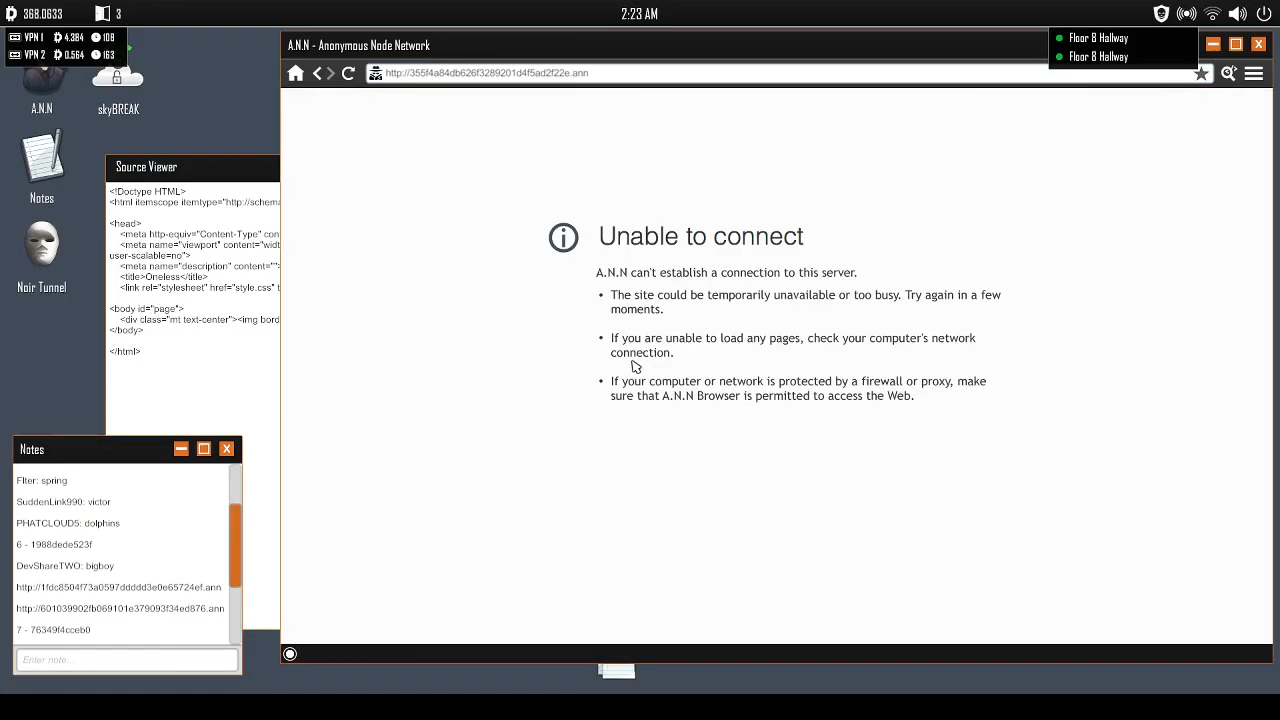 368.0633
3
2:23 AM
VPN 1 4.384 108
VPN 2 0.564 163
Floor 8 Hallway
Floor 8 Hallway
A.N.N
skyBREAK
Notes
Noir Tunnel
A.N.N - Anonymous Node Network
http://355f4a84db626f3289201d4f5ad2f22e.ann
Unable to connect
A.N.N can't establish a connection to this server.
• The site could be temporarily unavailable or too busy. Try again in a few
moments.
• If you are unable to load any pages, check your computer's network
connection.
• If your computer or network is protected by a firewall or proxy, make
sure that A.N.N Browser is permitted to access the Web.
Source Viewer
<!Doctype HTML>
<html itemscope itemtype="http://schema
<head>
<meta http-equiv="Content-Type" con
<meta name="viewport" content="widt
user-scalable=no">
<meta name="description" content="">
<title>Oneless</title>
<link rel="stylesheet" href="style.css" t
<body id="page">
<div class="mt text-center"><img bord
</body>
</html>
Notes
FIter: spring
SuddenLink990: victor
PHATCLOUD5: dolphins
6 - 1988dede523f
DevShareTWO: bigboy
http://1fdc8504f73a0597ddddd3e0e65724ef.ann
http://601039902fb069101e379093f34ed876.ann
7 - 76349f4cceb0
Enter note...